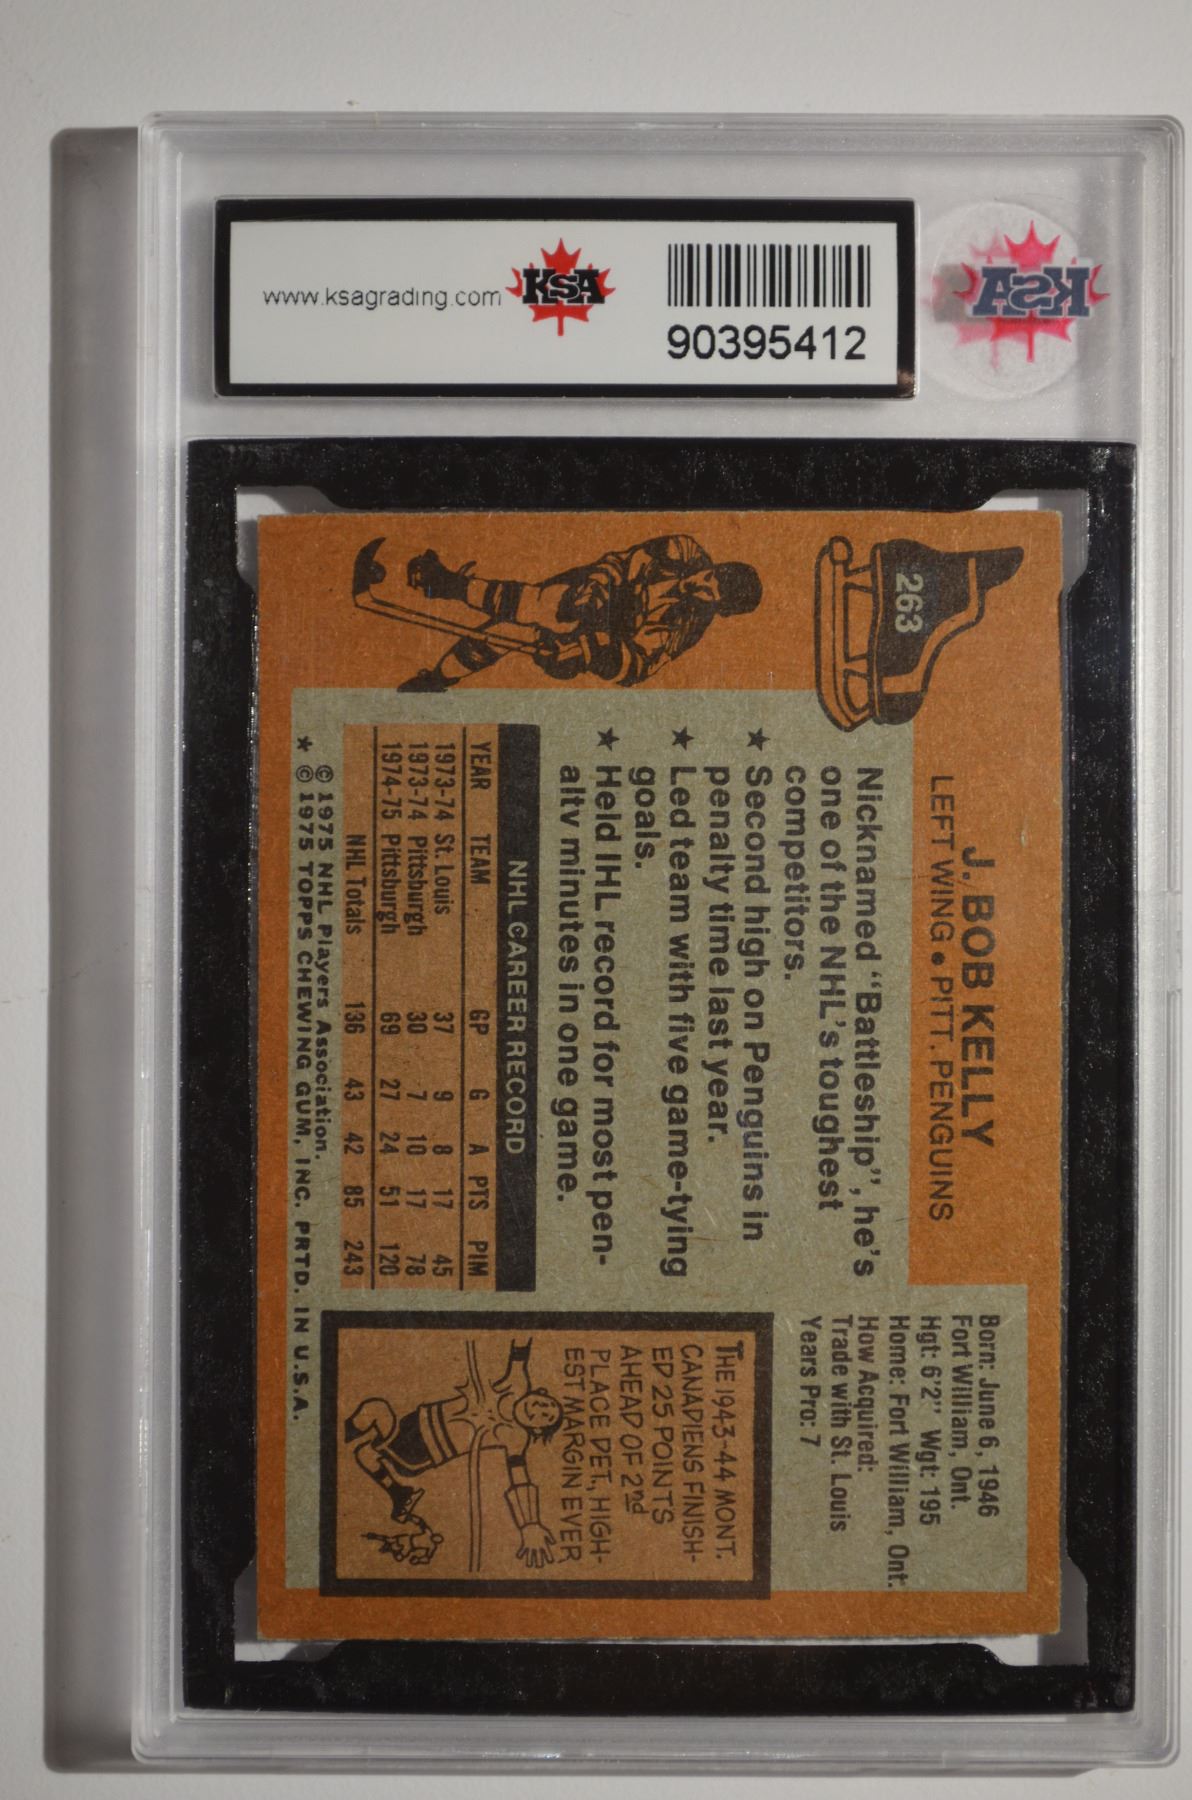 www.ksagrading.com
KSA
90395412
KSA
263
J. BOB KELLY
LEFT WING • PITT. PENGUINS
Nicknamed “Battleship”, he's
one of the NHL's toughest
competitors.
★ Second high on Penguins in
penalty time last year.
★ Led team with five game-tying
goals.
★ Held IHL record for most pen-
alty minutes in one game.
NHL CAREER RECORD
YEAR TEAM GP G A PTS PIM
1973-74 St. Louis 37 9 8 17 45
1973-74 Pittsburgh 30 7 10 17 78
1974-75 Pittsburgh 69 27 24 51 120
NHL Totals 136 43 42 85 243
© 1975 NHL Players Association.
★ © 1975 TOPPS CHEWING GUM, INC. PRTD. IN U.S.A.
Born: June 6, 1946
Fort William, Ont.
Hgt: 6'2" Wgt: 195
Home: Fort William, Ont.
How Acquired:
Trade with St. Louis
Years Pro: 7
THE 1943-44 MONT.
CANADIENS FINISH-
ED 25 POINTS
AHEAD OF 2nd
PLACE DET., HIGH-
EST MARGIN EVER